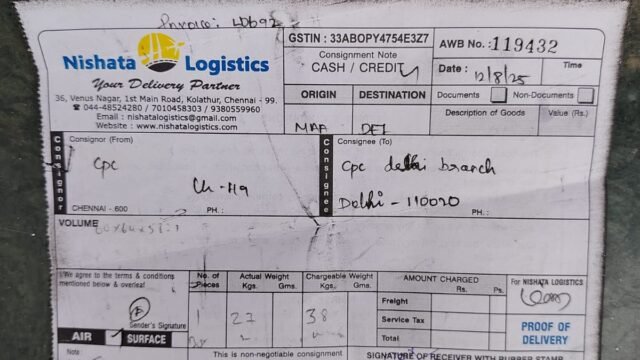 Invoice: 40692
Nishata Logistics
Your Delivery Partner
36, Venus Nagar, 1st Main Road, Kolathur, Chennai - 99.
☎ 044-48524280 / 7010458303 / 9380559960
Email : nishatalogistics@gmail.com
Website : www.nishatalogistics.com
GSTIN : 33ABOPY4754E3Z7
Consignment Note
CASH / CREDIT
AWB No. : 119432
Date : 12/8/25
Time
ORIGIN
DESTINATION
Documents
Non-Documents
Description of Goods
Value (Rs.)
MAA
DEL
Consignor
Consignor (From)
CPC
Ch-49
CHENNAI - 600
PH. :
Consignee
Consignee (To)
CPC delhi branch
Delhi - 110020
PH. :
VOLUME
I/We agree to the terms & conditions
mentioned below & overleaf
Sender's Signature
AIR
SURFACE
No. of Pieces
Actual Weight
Kgs. Gms.
Chargeable Weight
Kgs. Gms.
1
27
38
AMOUNT CHARGED
Rs. Ps.
Freight
Service Tax
Total
For NISHATA LOGISTICS
PROOF OF
DELIVERY
Note
This is non-negotiable consignment
SIGNATURE OF RECEIVER WITH RUBBER STAMP